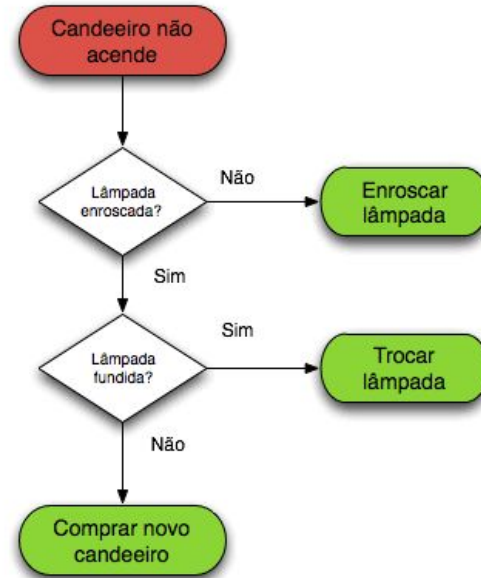 Candeeiro não
acende
Lâmpada
enroscada?
Não
Enroscar
lâmpada
Sim
Lâmpada
fundida?
Sim
Trocar
lâmpada
Não
Comprar novo
candeeiro